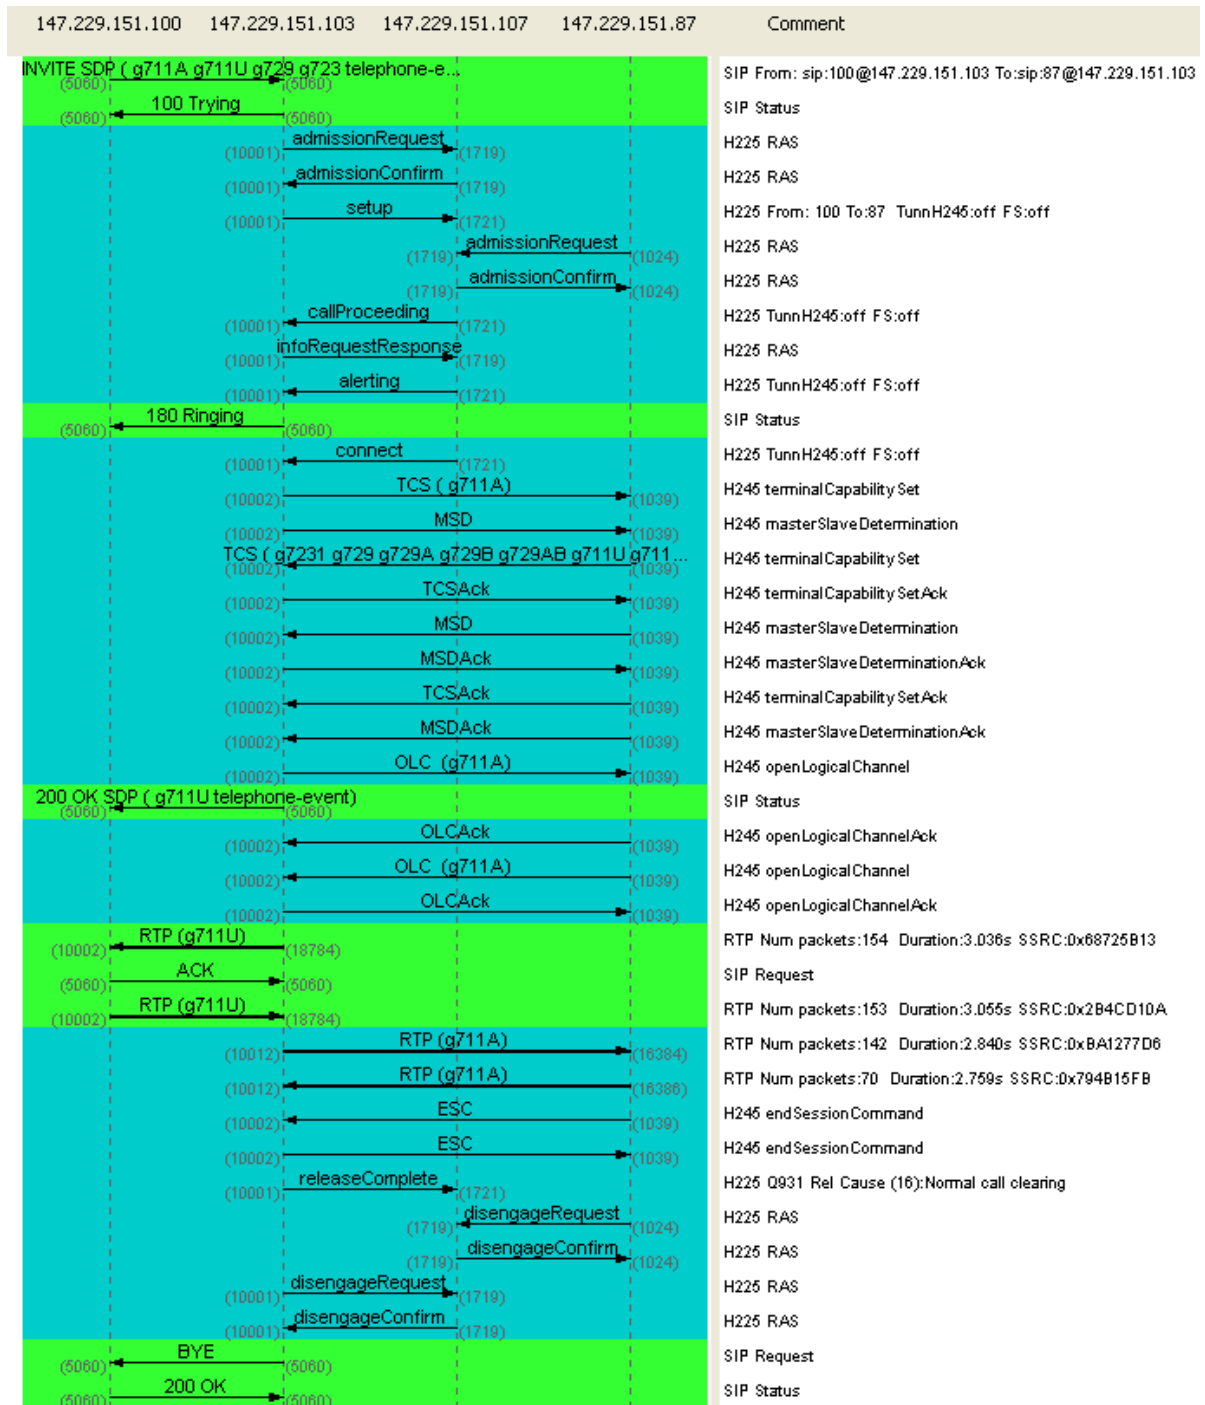 147.229.151.100 147.229.151.103 147.229.151.107 147.229.151.87 Comment
INVITE SDP ( g711A g711U g729 g723 telephone-e...
(5060) (5060) SIP From: sip:100@147.229.151.103 To:sip:87@147.229.151.103
100 Trying
(5060) (5060) SIP Status
admissionRequest
(10001) (1719) H225 RAS
admissionConfirm
(10001) (1719) H225 RAS
setup
(10001) (1721) H225 From: 100 To:87 TunnH245:off FS:off
admissionRequest
(1719) (1024) H225 RAS
admissionConfirm
(1719) (1024) H225 RAS
callProceeding
(10001) (1721) H225 TunnH245:off FS:off
infoRequestResponse
(10001) (1719) H225 RAS
alerting
(10001) (1721) H225 TunnH245:off FS:off
180 Ringing
(5060) (5060) SIP Status
connect
(10001) (1721) H225 TunnH245:off FS:off
TCS ( g711A)
(10002) (1039) H245 terminalCapabilitySet
MSD
(10002) (1039) H245 masterSlaveDetermination
TCS ( g7231 g729 g729A g729B g729AB g711U g711...
(10002) (1039) H245 terminalCapabilitySet
TCSAck
(10002) (1039) H245 terminalCapabilitySetAck
MSD
(10002) (1039) H245 masterSlaveDetermination
MSDAck
(10002) (1039) H245 masterSlaveDeterminationAck
TCSAck
(10002) (1039) H245 terminalCapabilitySetAck
MSDAck
(10002) (1039) H245 masterSlaveDeterminationAck
OLC (g711A)
(10002) (1039) H245 openLogicalChannel
200 OK SDP ( g711U telephone-event)
(5060) (5060) SIP Status
OLCAck
(10002) (1039) H245 openLogicalChannelAck
OLC (g711A)
(10002) (1039) H245 openLogicalChannel
OLCAck
(10002) (1039) H245 openLogicalChannelAck
RTP (g711U)
(10002) (18784) RTP Num packets:154 Duration:3.036s SSRC:0x68725B13
ACK
(5060) (5060) SIP Request
RTP (g711U)
(10002) (18784) RTP Num packets:153 Duration:3.055s SSRC:0x2B4CD10A
RTP (g711A)
(10012) (16384) RTP Num packets:142 Duration:2.840s SSRC:0xBA1277D6
RTP (g711A)
(10012) (16386) RTP Num packets:70 Duration:2.759s SSRC:0x794B15FB
ESC
(10002) (1039) H245 endSessionCommand
ESC
(10002) (1039) H245 endSessionCommand
releaseComplete
(10001) (1721) H225 Q931 Rel Cause (16):Normal call clearing
disengageRequest
(1719) (1024) H225 RAS
disengageConfirm
(1719) (1024) H225 RAS
disengageRequest
(10001) (1719) H225 RAS
disengageConfirm
(10001) (1719) H225 RAS
BYE
(5060) (5060) SIP Request
200 OK
(5060) (5060) SIP Status